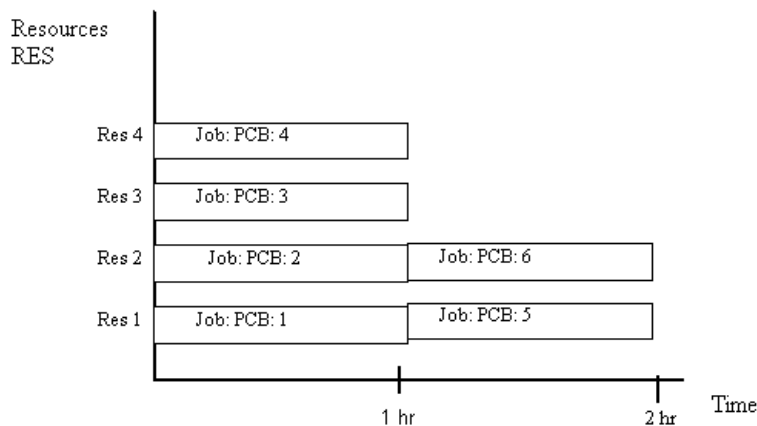 Resources
RES
Res 4
Job: PCB: 4
Res 3
Job: PCB: 3
Res 2
Job: PCB: 2
Job: PCB: 6
Res 1
Job: PCB: 1
Job: PCB: 5
Time
1 hr
2 hr